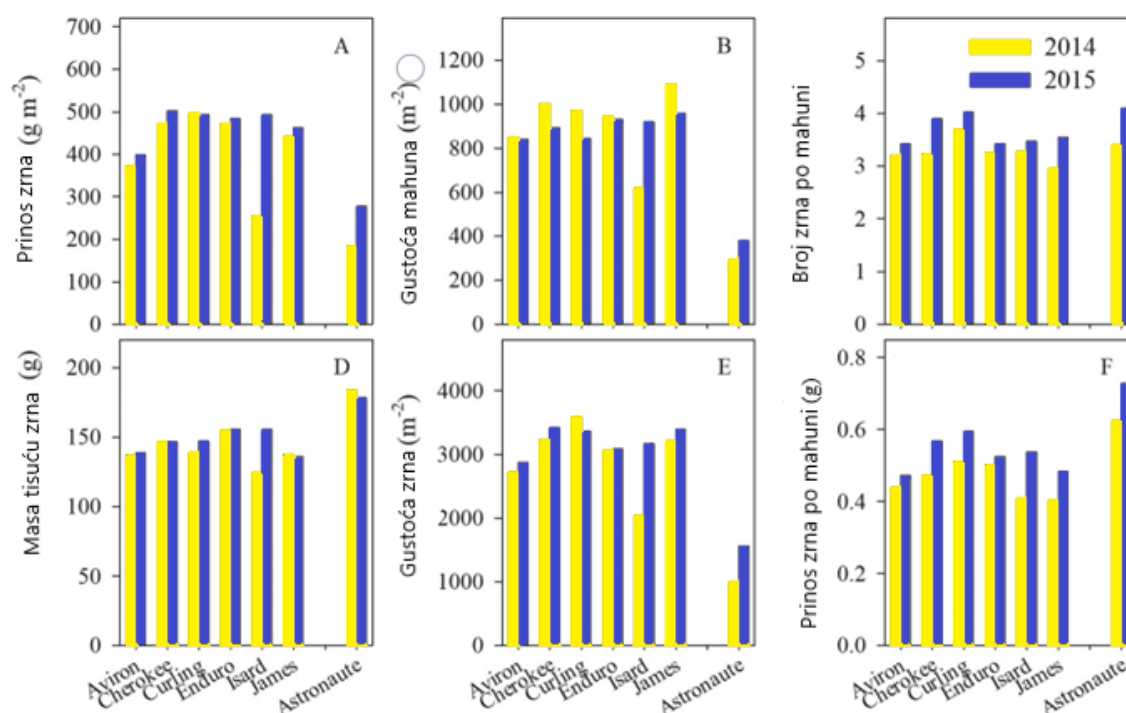 A
Prinos zrna (g m⁻²)
700
600
500
400
300
200
100
0
B
Gustoća mahuna (m⁻²)
1200
1000
800
600
400
200
0
2014
2015
Broj zrna po mahuni
5
4
3
2
1
0
D
Masa tisuću zrna (g)
200
150
100
50
0
Aviron
Cherokee
Curling
Enduro
Isard
James
Astronaute
E
Gustoća zrna (m⁻²)
4000
3000
2000
1000
0
Aviron
Cherokee
Curling
Enduro
Isard
James
Astronaute
F
Prinos zrna po mahuni (g)
0.8
0.6
0.4
0.2
0.0
Aviron
Cherokee
Curling
Enduro
Isard
James
Astronaute